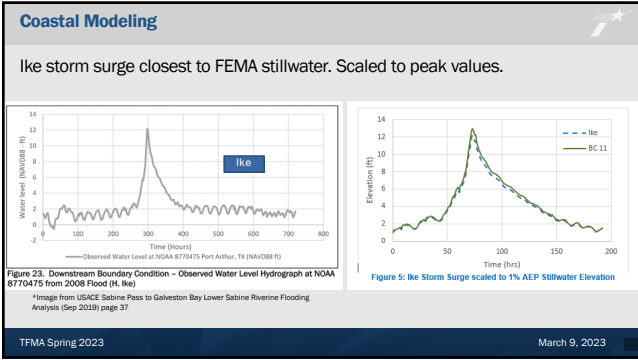 Coastal Modeling
Ike storm surge closest to FEMA stillwater. Scaled to peak values.
14
12
10
8
6
4
2
0
-2
Water level (NAVD88 - ft)
Ike
0
100
200
300
400
500
600
700
800
Time (Hours)
Observed Water Level at NOAA 8770475 Port Arthur, TX (NAVD88 ft)
Figure 23. Downstream Boundary Condition – Observed Water Level Hydrograph at NOAA
8770475 from 2008 Flood (H. Ike)
14
12
10
8
6
4
2
0
Elevation (ft)
Ike
BC 11
0
50
100
150
200
Time (hrs)
Figure 5: Ike Storm Surge scaled to 1% AEP Stillwater Elevation
*Image from USACE Sabine Pass to Galveston Bay Lower Sabine Riverine Flooding
Analysis (Sep 2019) page 37
TFMA Spring 2023
March 9, 2023